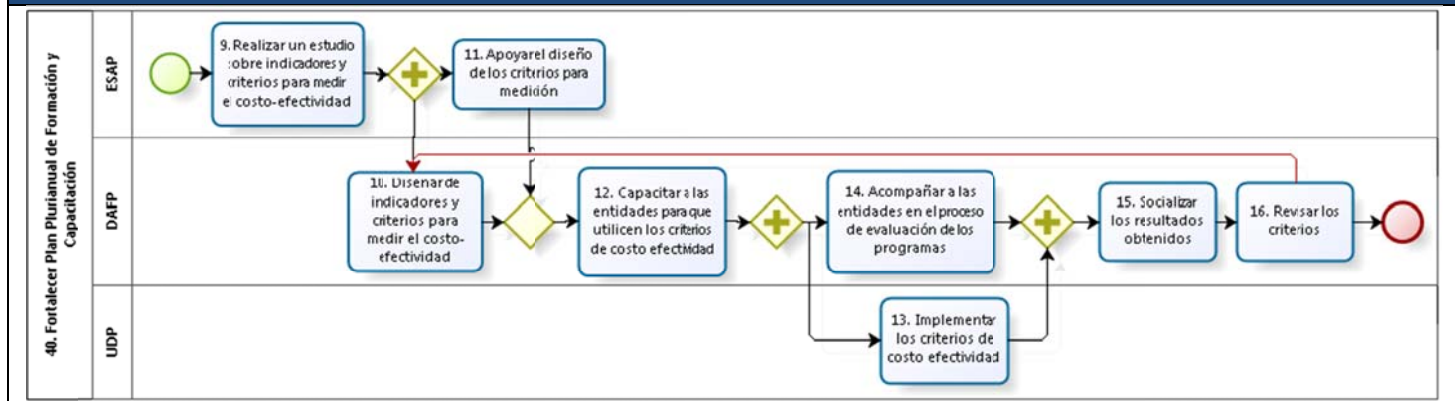 40. Fortalecer Plan Plurianual de Formación y
Capacitación
ESAP
9. Realizar un estudio
sobre indicadores y
criterios para medir
el costo-efectividad
11. Apoyar el diseño
de los criterios para
medición
DAFP
10. Diseñar de
indicadores y
criterios para
medir el costo-
efectividad
12. Capacitar a las
entidades para que
utilicen los criterios
de costo efectividad
14. Acompañar a las
entidades en el proceso
de evaluación de los
programas
15. Socializar
los resultados
obtenidos
16. Revisar los
criterios
UDP
13. Implementar
los criterios de
costo efectividad